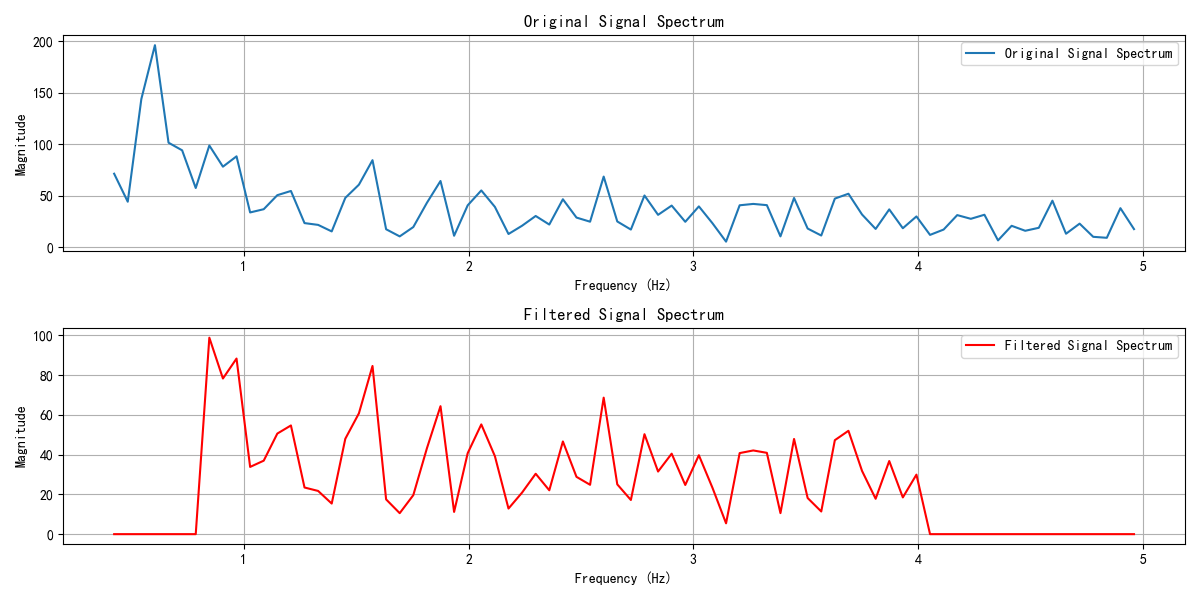 Original Signal Spectrum
200
150
100
50
0
Magnitude
Original Signal Spectrum
1 2 3 4 5
Frequency (Hz)
Filtered Signal Spectrum
100
80
60
40
20
0
Magnitude
Filtered Signal Spectrum
1 2 3 4 5
Frequency (Hz)